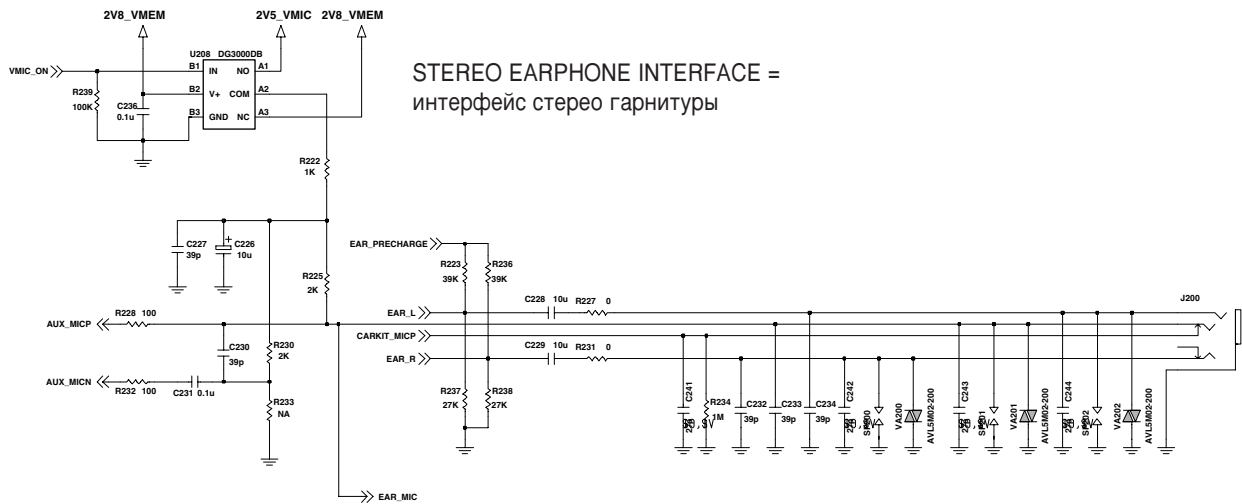 2V8_VMEM 2V5_VMIC 2V8_VMEM
U208 DG3000DB
VMIC_ON
B1 IN NO A1
B2 V+ COM A2
B3 GND NC A3
R239
100K
C236
0.1u
STEREO EARPHONE INTERFACE =
интерфейс стерео гарнитуры
R222
1K
C227
39p
C226
10u
+
R225
2K
EAR_PRECHARGE
R223
39K
R236
39K
C228 10u R227 0
EAR_L
J200
AUX_MICP R228 100
CARKIT_MICP
C229 10u R231 0
EAR_R
C230
39p
R230
2K
AUX_MICN
R232 100 C231 0.1u
R233
NA
R237
27K
R238
27K
C241
R234
1M
C232
39p
C233
39p
C234
39p
C242
VA200
AVL5M02-200
C243
VA201
AVL5M02-200
C244
VA202
AVL5M02-200
EAR_MIC